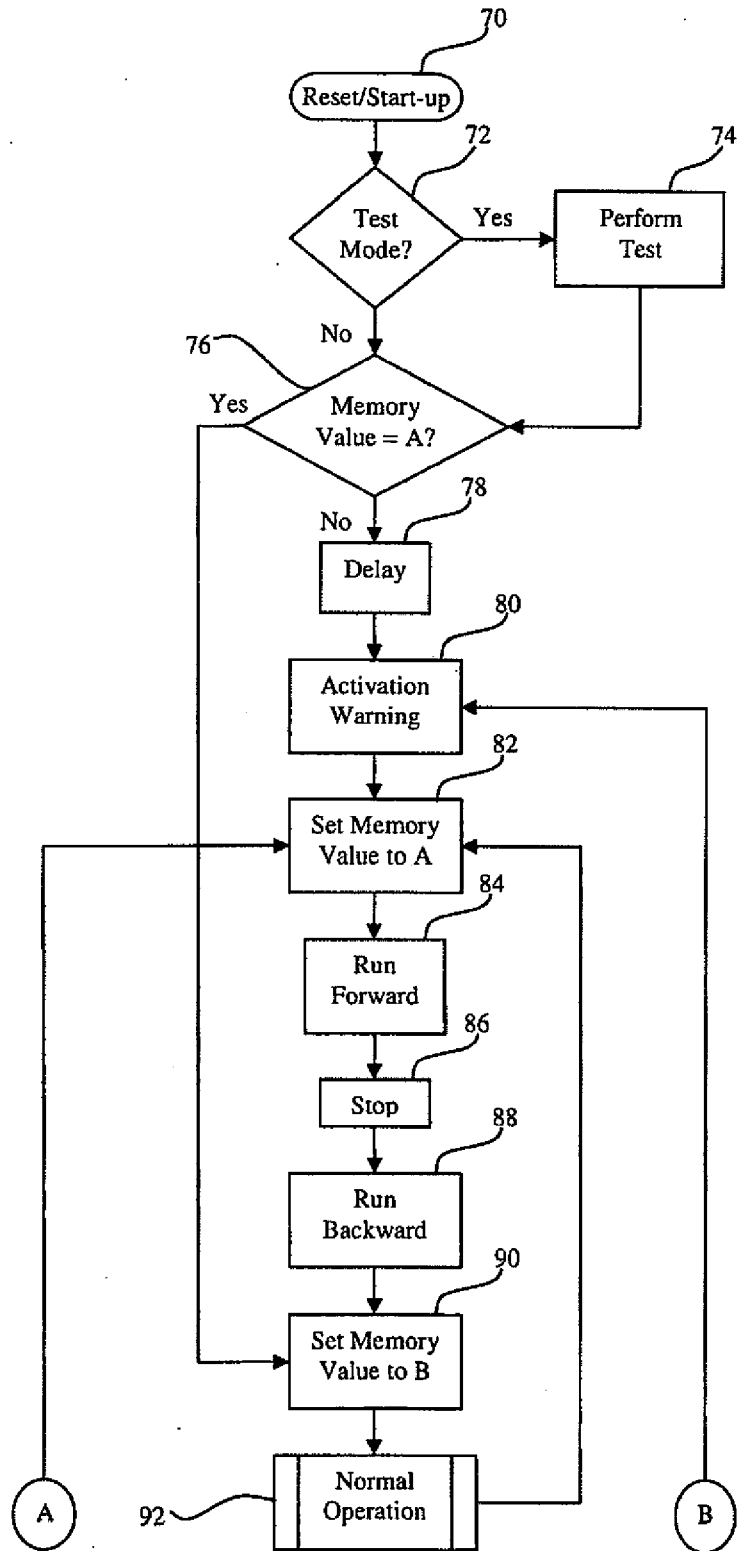 70
Reset/Start-up
72
74
Test
Mode?
Yes
Perform
Test
No
76
Yes
Memory
Value = A?
78
No
Delay
80
Activation
Warning
82
Set Memory
Value to A
84
Run
Forward
86
Stop
88
Run
Backward
90
Set Memory
Value to B
A
92
Normal
Operation
B